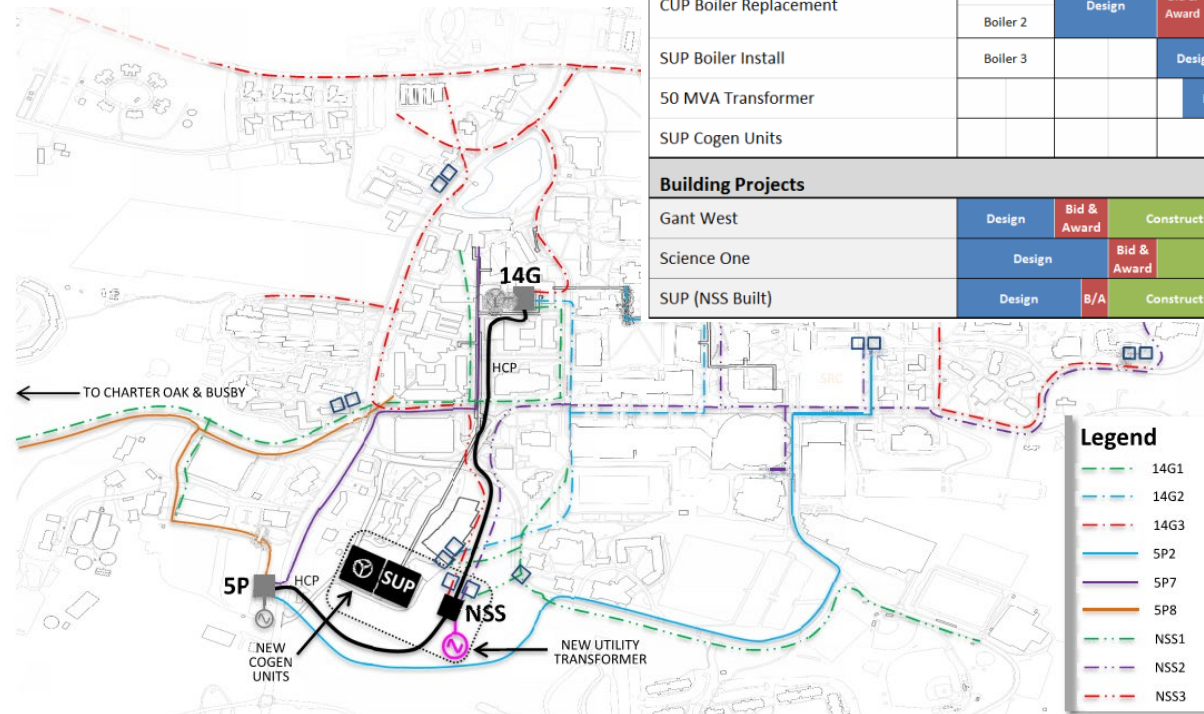 CUP Boiler Replacement
Design
Award
Boiler 2
SUP Boiler Install
Boiler 3
50 MVA Transformer
SUP Cogen Units
Building Projects
Gant West
Design
Bid &
Award
Science One
Design
Bid &
Award
SUP (NSS Built)
Design
B/A
14G
HCP
TO CHARTER OAK & BUSBY
SRC
5P
HCP
SUP
NSS
NEW
COGEN
UNITS
NEW UTILITY
TRANSFORMER
Legend
14G1
14G2
14G3
5P2
5P7
5P8
NSS1
NSS2
NSS3